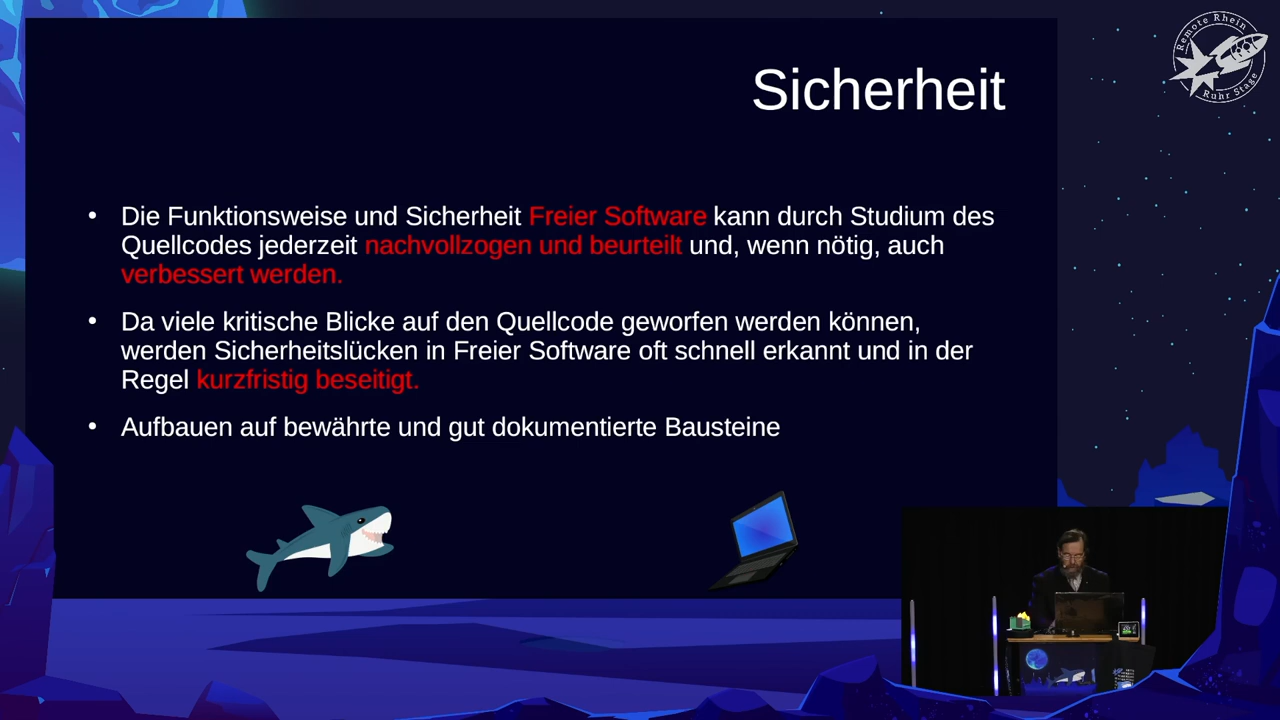 Remote Rhein
Ruhr Stage
Sicherheit
• Die Funktionsweise und Sicherheit Freier Software kann durch Studium des
Quellcodes jederzeit nachvollzogen und beurteilt und, wenn nötig, auch
verbessert werden.
• Da viele kritische Blicke auf den Quellcode geworfen werden können,
werden Sicherheitslücken in Freier Software oft schnell erkannt und in der
Regel kurzfristig beseitigt.
• Aufbauen auf bewährte und gut dokumentierte Bausteine